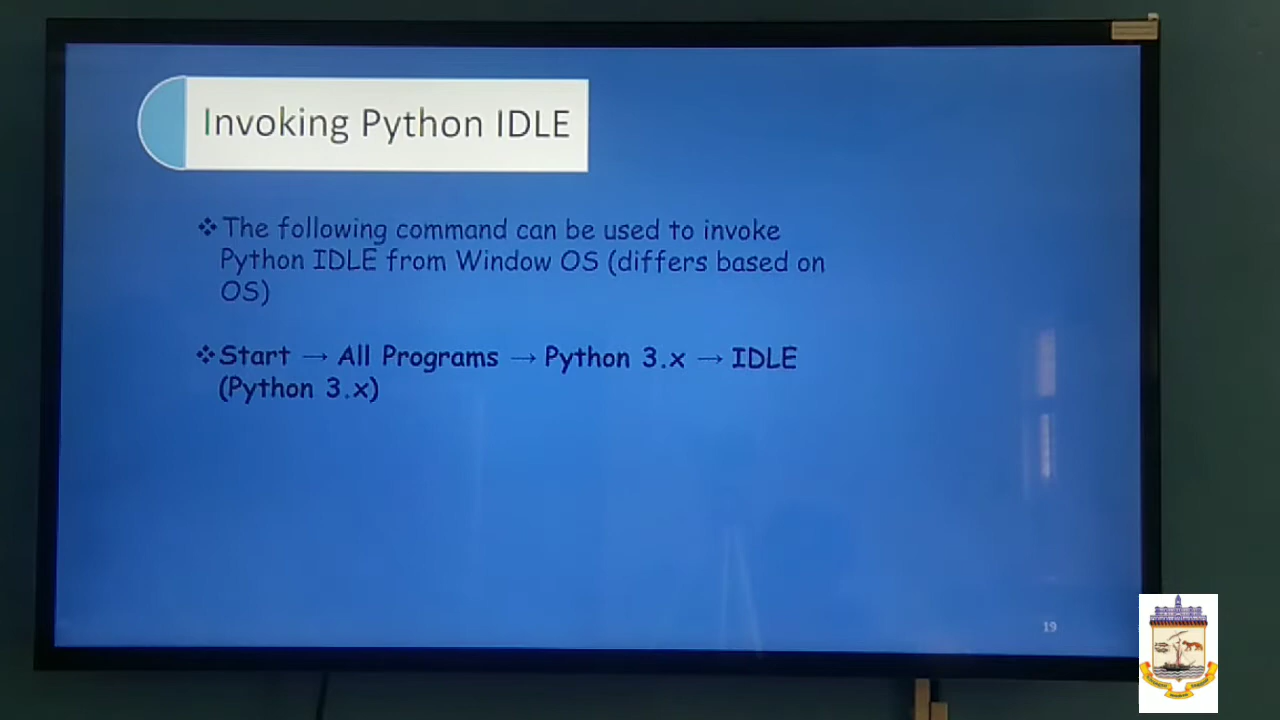 Invoking Python IDLE
❖The following command can be used to invoke
Python IDLE from Window OS (differs based on
OS)
❖Start → All Programs → Python 3.x → IDLE
(Python 3.x)
19